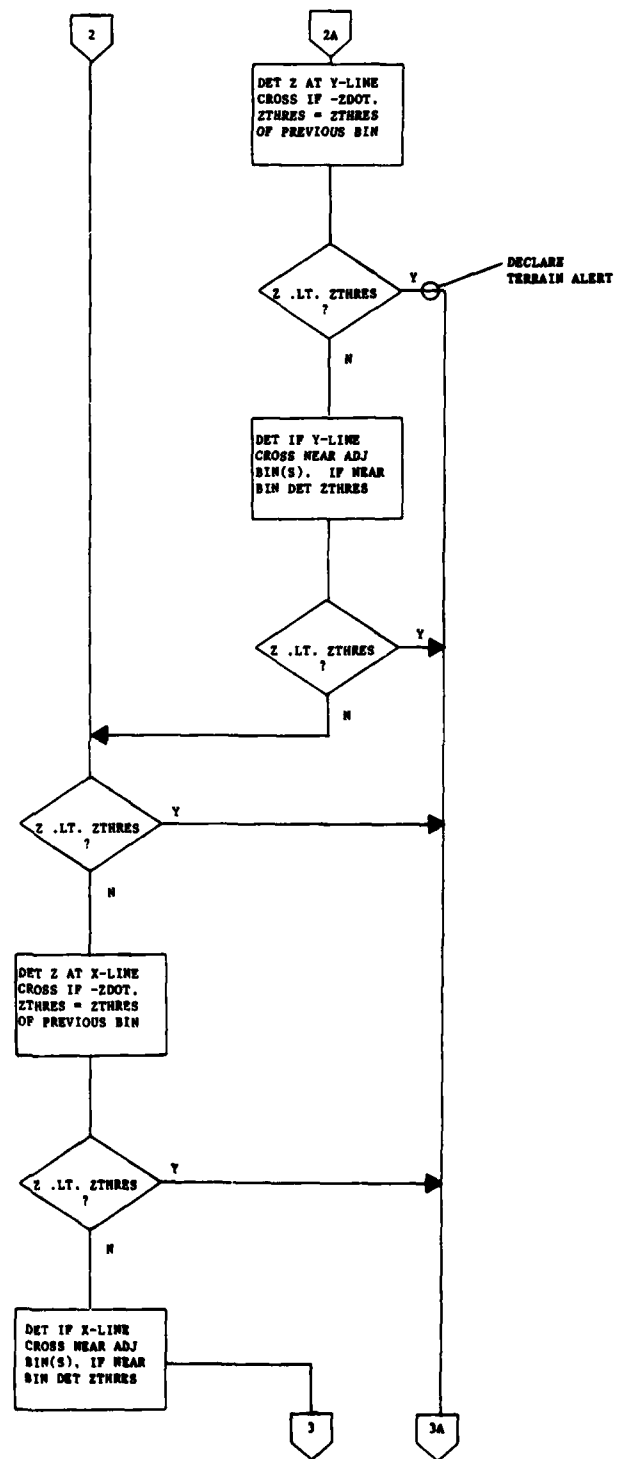 2
2A
DET Z AT Y-LINE
CROSS IF -ZDOT.
ZTHRES = ZTHRES
OF PREVIOUS BIN
Z .LT. ZTHRES
?
Y
DECLARE
TERRAIN ALERT
N
DET IF Y-LINE
CROSS NEAR ADJ
BIN(S). IF NEAR
BIN DET ZTHRES
Z .LT. ZTHRES
?
Y
N
Z .LT. ZTHRES
?
Y
N
DET Z AT X-LINE
CROSS IF -ZDOT.
ZTHRES = ZTHRES
OF PREVIOUS BIN
Z .LT. ZTHRES
?
Y
N
DET IF X-LINE
CROSS NEAR ADJ
BIN(S). IF NEAR
BIN DET ZTHRES
3
3A